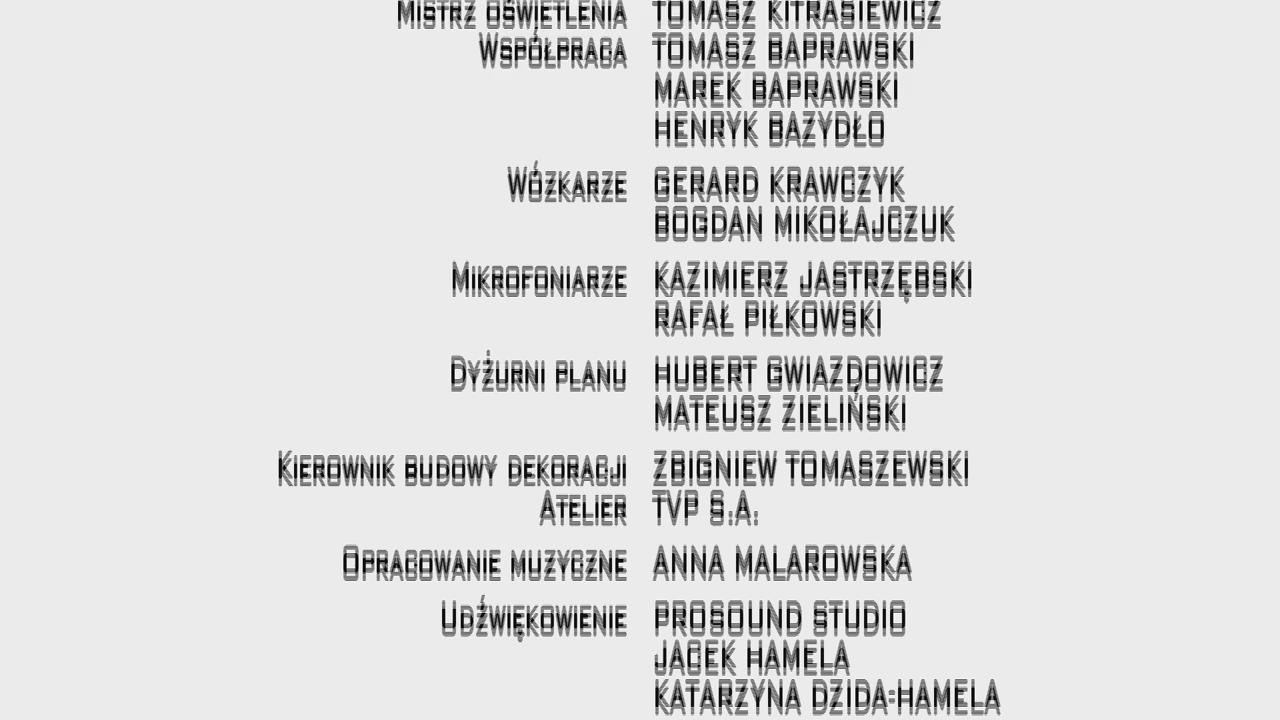 Mistrz oświetlenia TOMASZ KITRASIEWICZ
Współpraca TOMASZ BAPRAWSKI
MAREK BAPRAWSKI
HENRYK BAZYDŁO
Wózkarze GERARD KRAWCZYK
BOGDAN MIKOŁAJCZUK
Mikrofoniarze KAZIMIERZ JASTRZĘBSKI
RAFAŁ PIŁKOWSKI
Dyżurni planu HUBERT GWIAZDOWICZ
MATEUSZ ZIELIŃSKI
Kierownik budowy dekoracji ZBIGNIEW TOMASZEWSKI
Atelier TVP S.A.
Opracowanie muzyczne ANNA MALAROWSKA
Udźwiękowienie PROSOUND STUDIO
JACEK HAMELA
KATARZYNA DZIDA-HAMELA